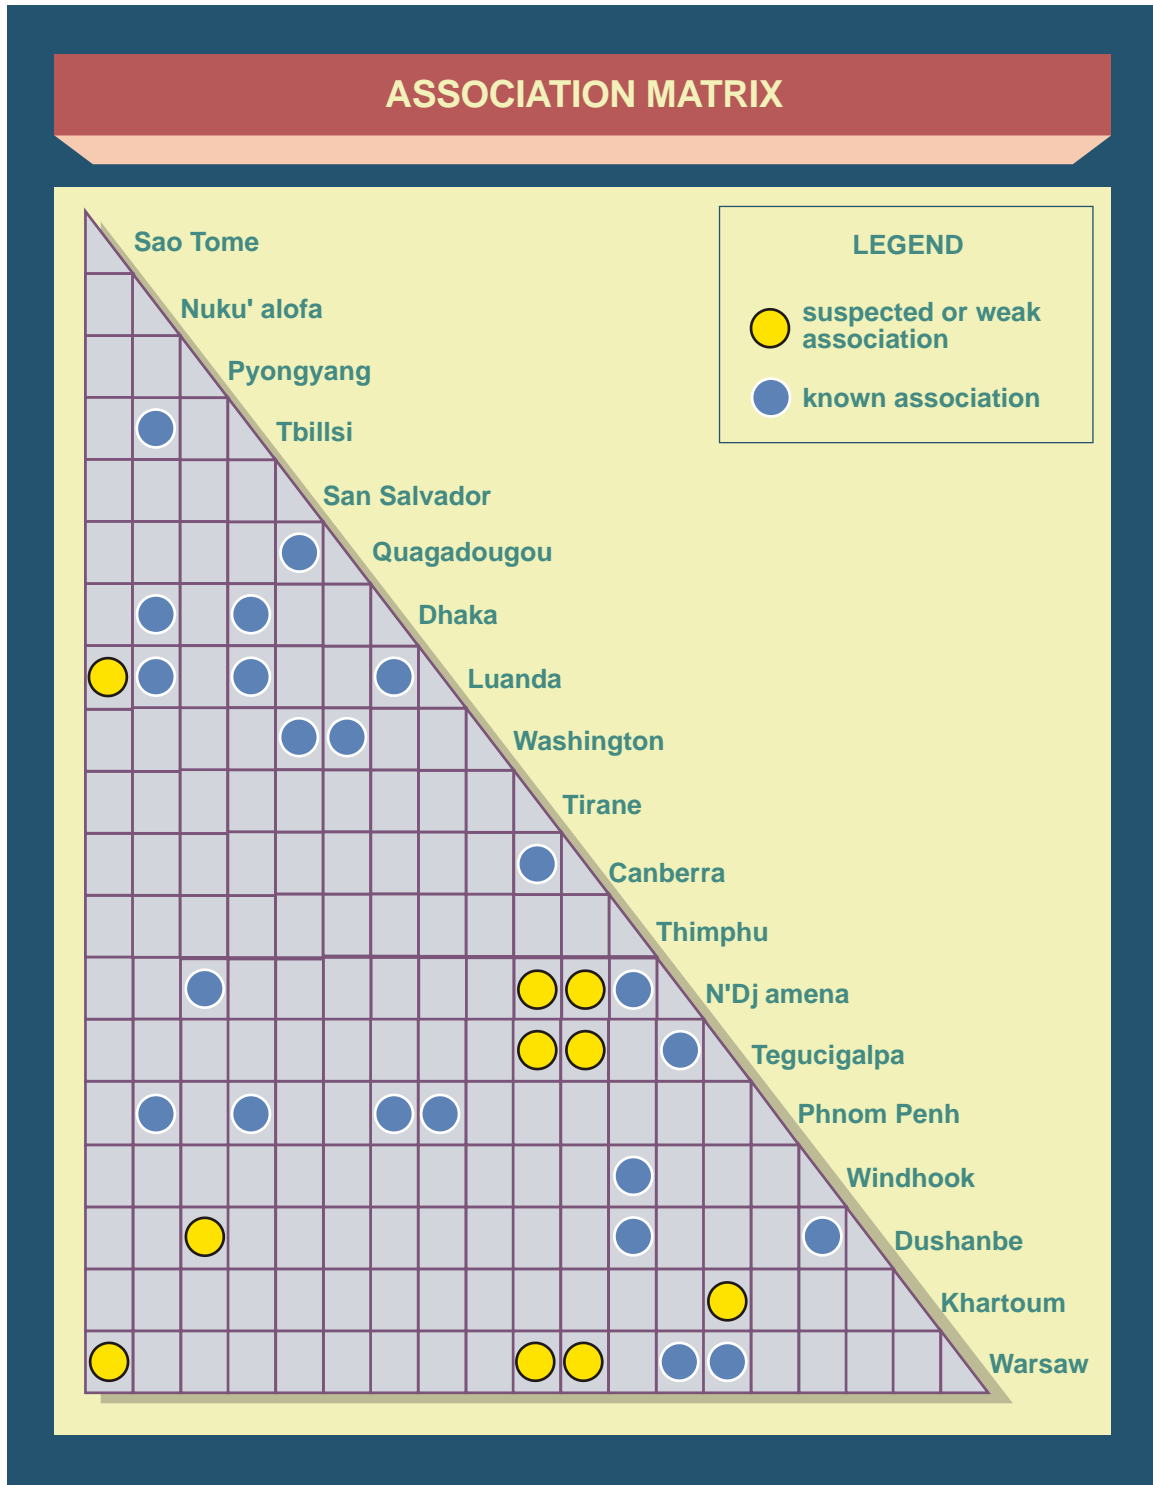 ASSOCIATION MATRIX
LEGEND
suspected or weak
association
known association
Sao Tome
Nuku' alofa
Pyongyang
Tbillsi
San Salvador
Quagadougou
Dhaka
Luanda
Washington
Tirane
Canberra
Thimphu
N'Dj amena
Tegucigalpa
Phnom Penh
Windhook
Dushanbe
Khartoum
Warsaw